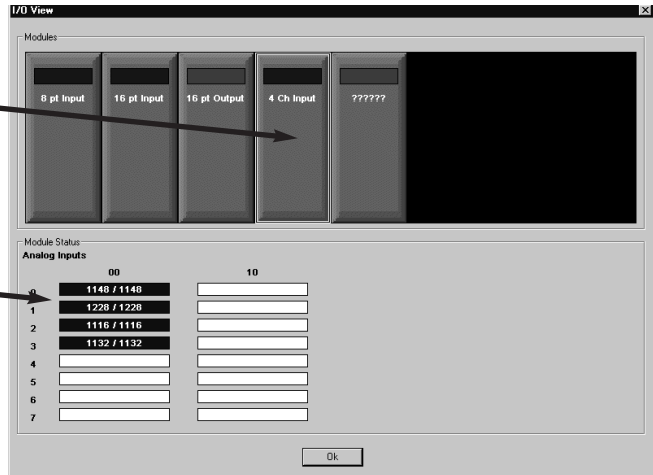 I/O View
Modules
8 pt Input 16 pt Input 16 pt Output 4 Ch Input ??????
Module Status
Analog Inputs
00 10
0 1148 / 1148
1 1228 / 1228
2 1116 / 1116
3 1132 / 1132
4
5
6
7
Ok